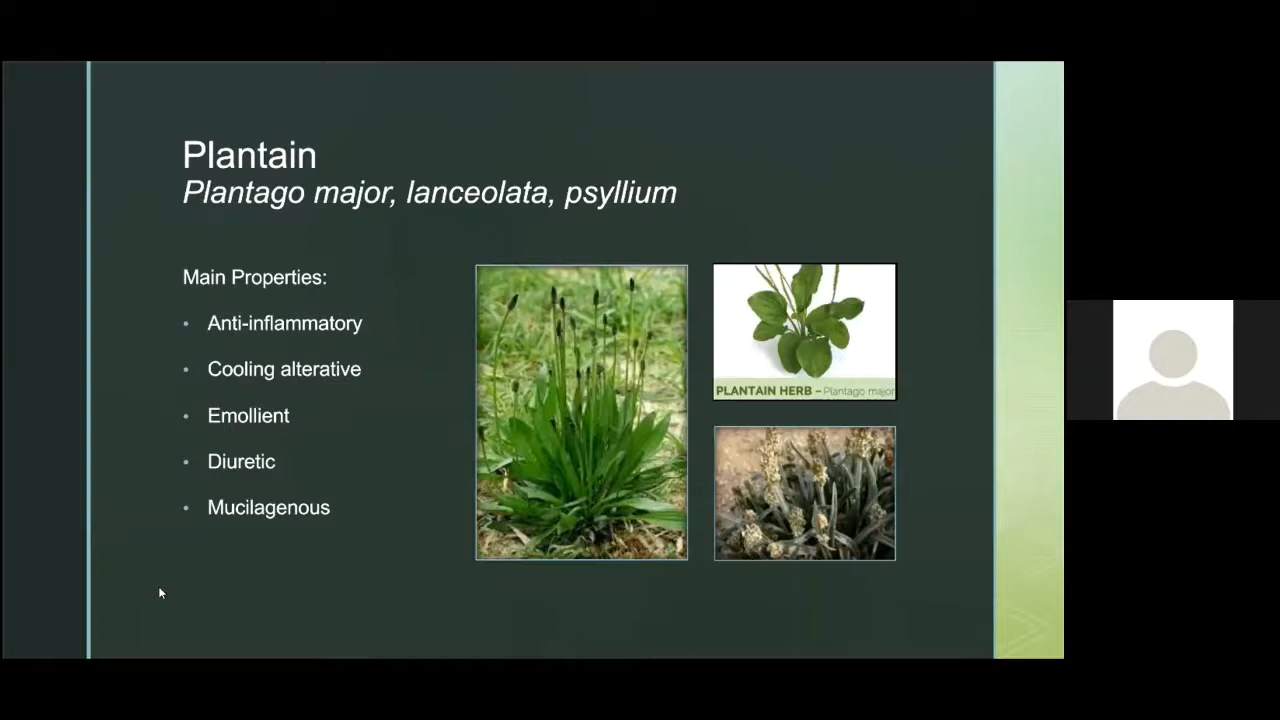 Plantain
Plantago major, lanceolata, psyllium
Main Properties:
• Anti-inflammatory
• Cooling alterative
• Emollient
• Diuretic
• Mucilagenous
PLANTAIN HERB – Plantago major